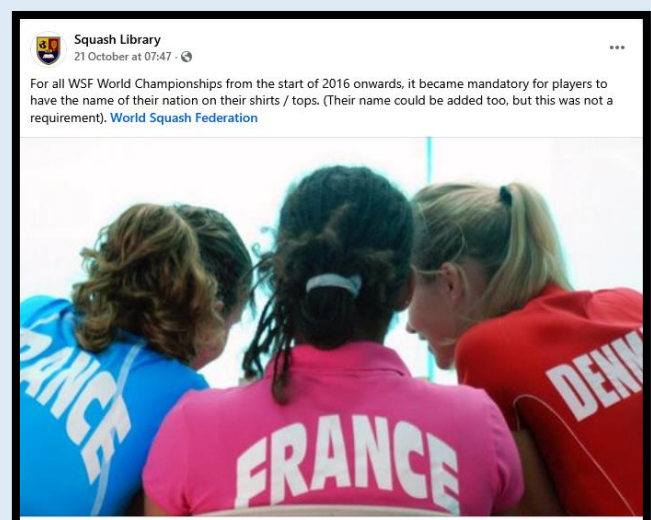 Squash Library
21 October at 07:47 ·
For all WSF World Championships from the start of 2016 onwards, it became mandatory for players to
have the name of their nation on their shirts / tops. (Their name could be added too, but this was not a
requirement). World Squash Federation
RANCE
FRANCE
DENM